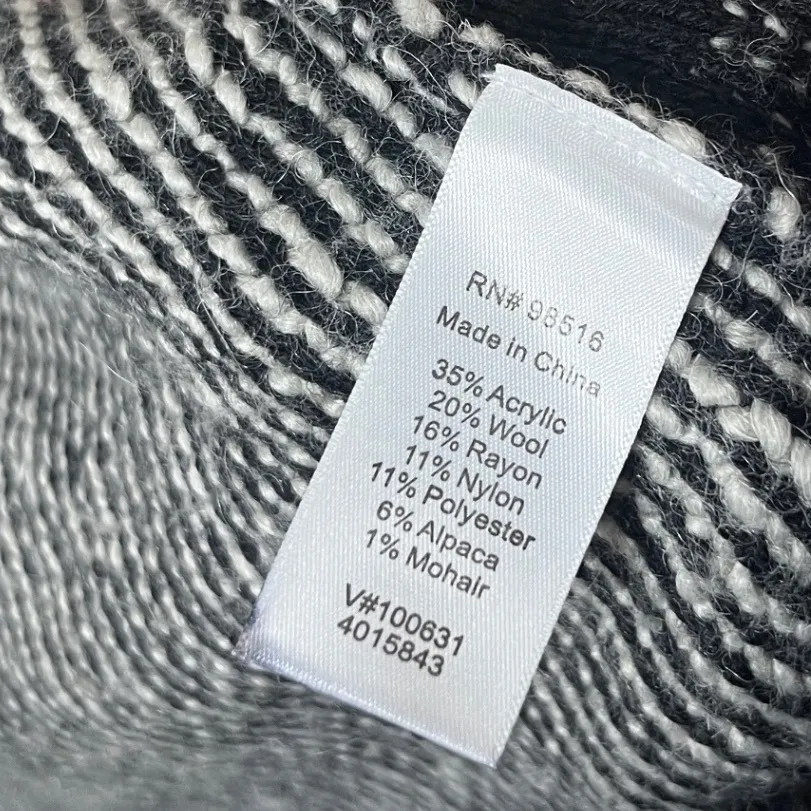 RN# 98516
Made in China
35% Acrylic
20% Wool
16% Rayon
11% Nylon
11% Polyester
6% Alpaca
1% Mohair
V#100631
4015843